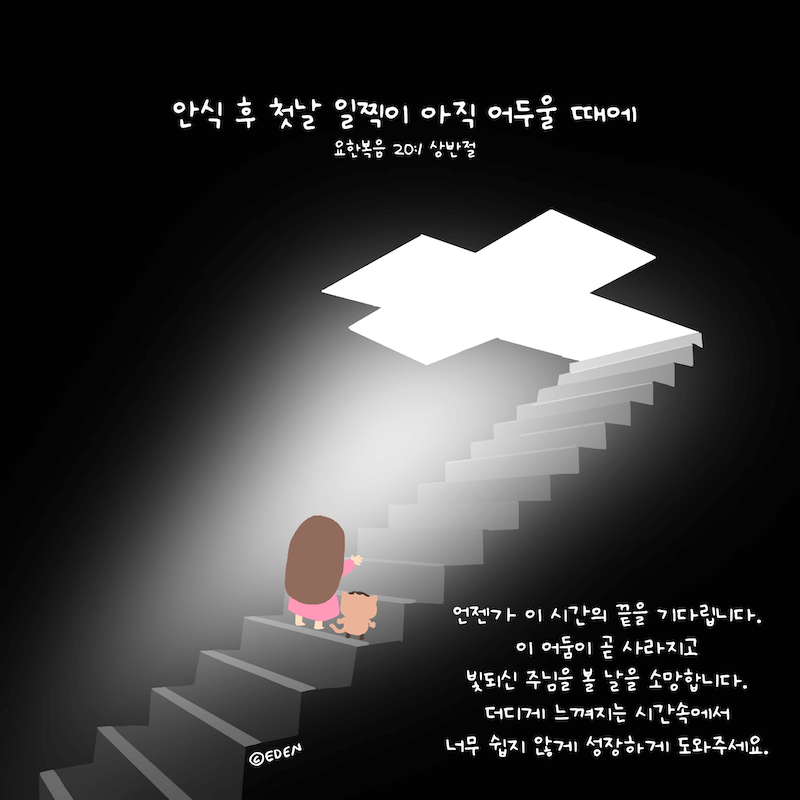 안식 후 첫날 일찍이 아직 어두울 때에
요한복음 20:1 상반절
언젠가 이 시간의 끝을 기다립니다.
이 어둠이 곧 사라지고
빛되신 주님을 볼 날을 소망합니다.
더디게 느껴지는 시간속에서
너무 쉽지 않게 성장하게 도와주세요.
©EDEN